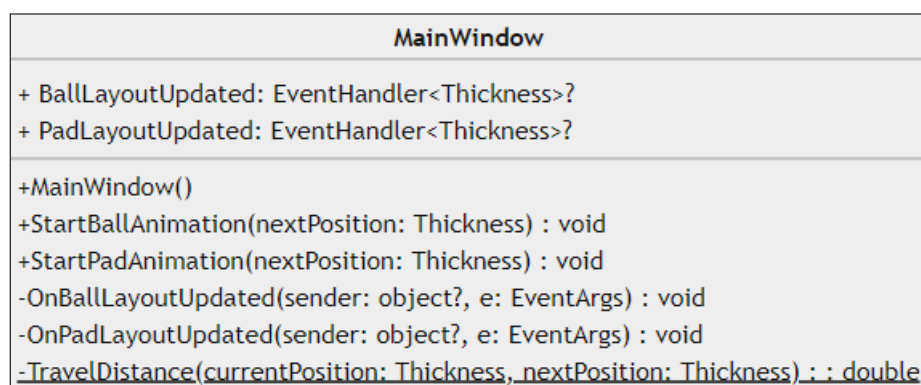 MainWindow
+ BallLayoutUpdated: EventHandler<Thickness>?
+ PadLayoutUpdated: EventHandler<Thickness>?
+MainWindow()
+StartBallAnimation(nextPosition: Thickness) : void
+StartPadAnimation(nextPosition: Thickness) : void
-OnBallLayoutUpdated(sender: object?, e: EventArgs) : void
-OnPadLayoutUpdated(sender: object?, e: EventArgs) : void
-TravelDistance(currentPosition: Thickness, nextPosition: Thickness) : : double